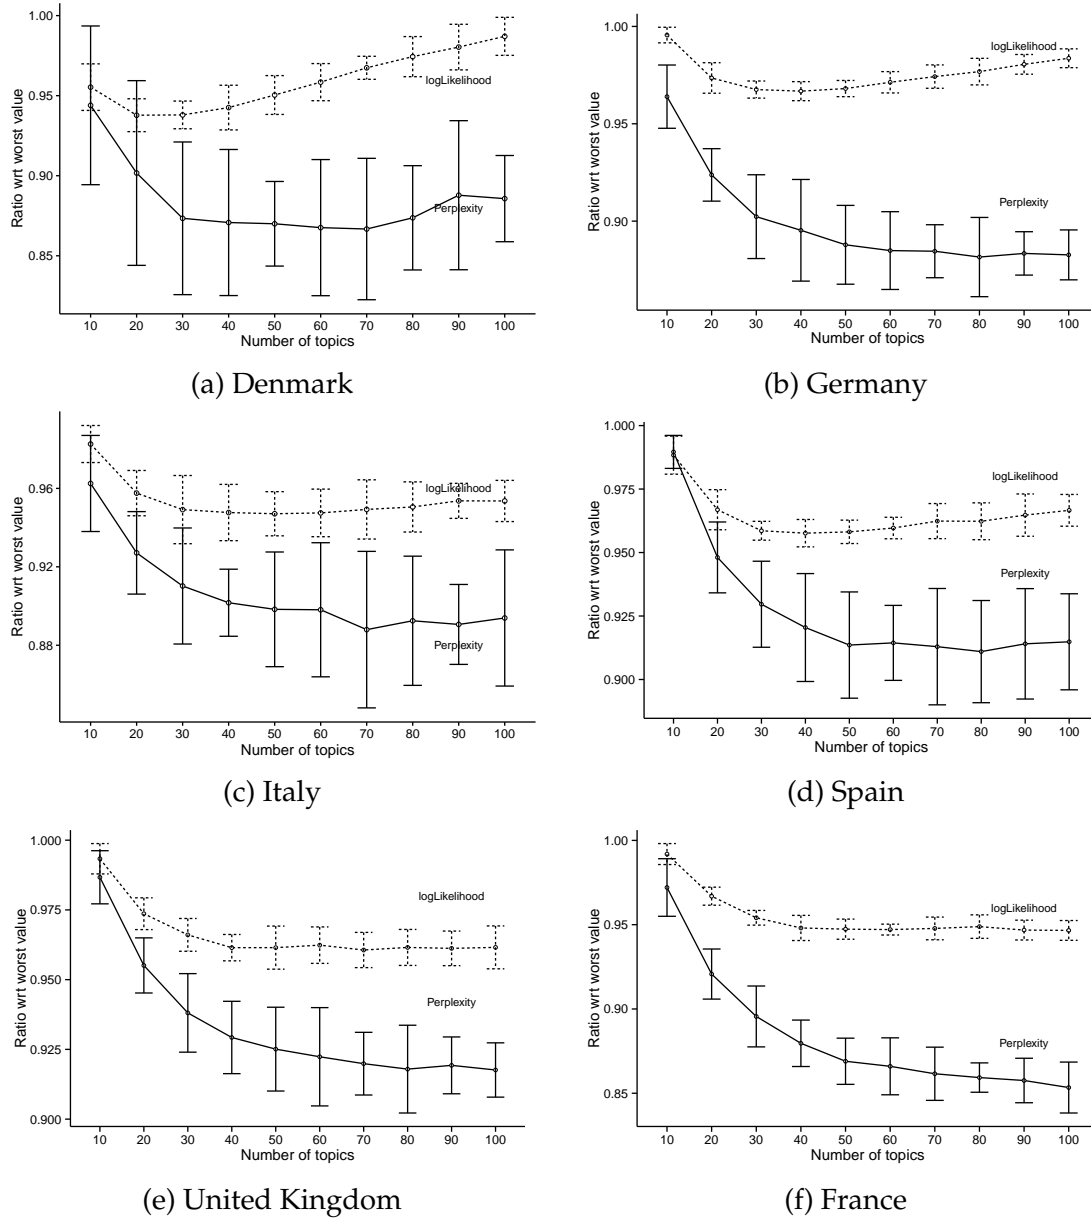 1.00
0.95
0.90
0.85
Ratio wrt worst value
logLikelihood
Perplexity
10 20 30 40 50 60 70 80 90 100
Number of topics
(a) Denmark
1.00
0.95
0.90
Ratio wrt worst value
logLikelihood
Perplexity
10 20 30 40 50 60 70 80 90 100
Number of topics
(b) Germany
0.96
0.92
0.88
Ratio wrt worst value
logLikelihood
Perplexity
10 20 30 40 50 60 70 80 90 100
Number of topics
(c) Italy
1.000
0.975
0.950
0.925
0.900
Ratio wrt worst value
logLikelihood
Perplexity
10 20 30 40 50 60 70 80 90 100
Number of topics
(d) Spain
1.000
0.975
0.950
0.925
0.900
Ratio wrt worst value
logLikelihood
Perplexity
10 20 30 40 50 60 70 80 90 100
Number of topics
(e) United Kingdom
1.00
0.95
0.90
0.85
Ratio wrt worst value
logLikelihood
Perplexity
10 20 30 40 50 60 70 80 90 100
Number of topics
(f) France